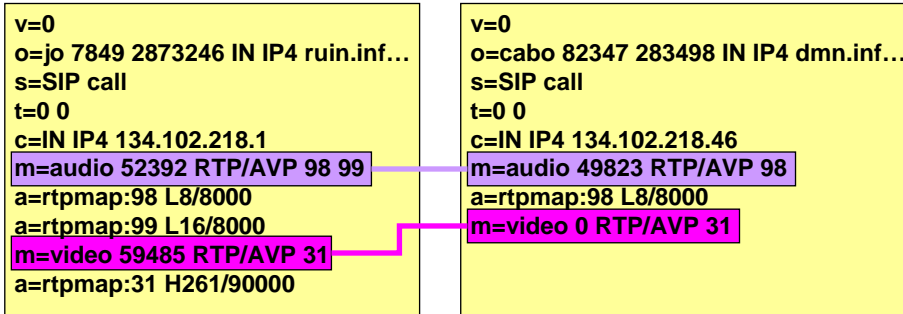 v=0
o=jo 7849 2873246 IN IP4 ruin.inf…
s=SIP call
t=0 0
c=IN IP4 134.102.218.1
m=audio 52392 RTP/AVP 98 99
a=rtpmap:98 L8/8000
a=rtpmap:99 L16/8000
m=video 59485 RTP/AVP 31
a=rtpmap:31 H261/90000
v=0
o=cabo 82347 283498 IN IP4 dmn.inf…
s=SIP call
t=0 0
c=IN IP4 134.102.218.46
m=audio 49823 RTP/AVP 98
a=rtpmap:98 L8/8000
m=video 0 RTP/AVP 31